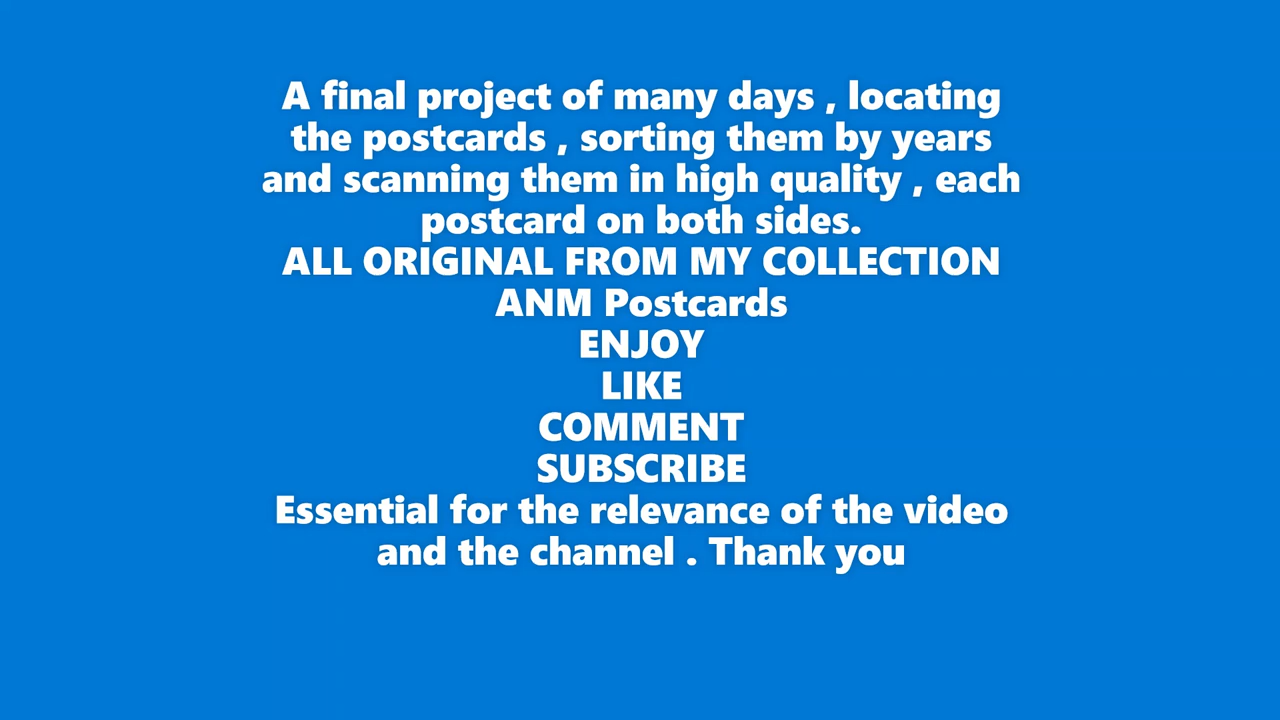 A final project of many days , locating
the postcards , sorting them by years
and scanning them in high quality , each
postcard on both sides.
ALL ORIGINAL FROM MY COLLECTION
ANM Postcards
ENJOY
LIKE
COMMENT
SUBSCRIBE
Essential for the relevance of the video
and the channel . Thank you